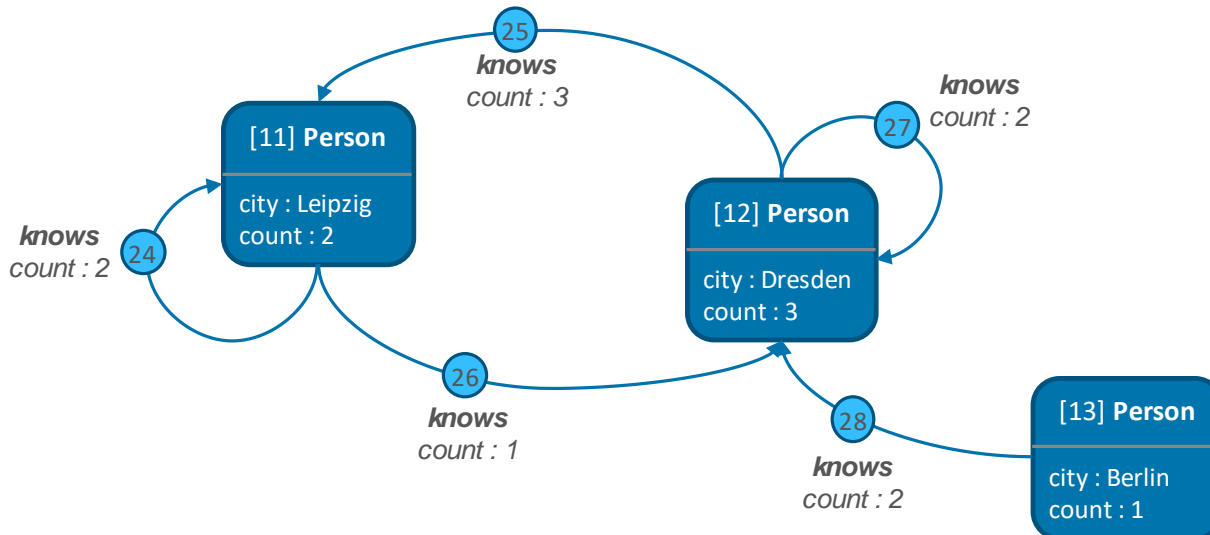 25
knows
count : 3
[11] Person
city : Leipzig
count : 2
knows
count : 2
27
[12] Person
city : Dresden
count : 3
knows
count : 2
24
26
knows
count : 1
28
knows
count : 2
[13] Person
city : Berlin
count : 1